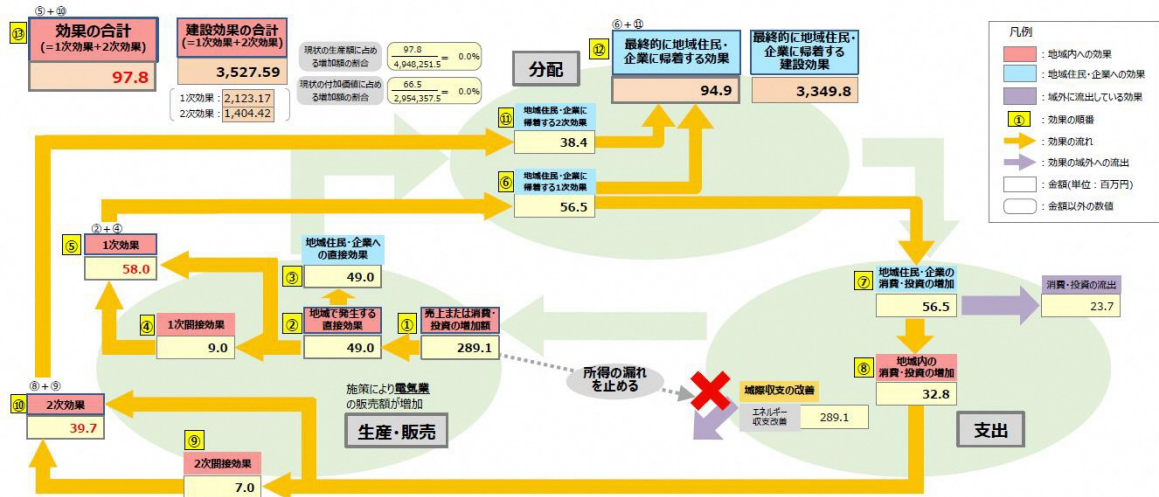 ⑤+⑩
⑬
効果の合計
(=1次効果+2次効果)
97.8
建設効果の合計
(=1次効果+2次効果)
3,527.59
1次効果：2,123.17
2次効果：1,404.42
現状の生産額に占め
る増加額の割合
97.8
4,948,251.5
= 0.0%
現状の付加価値に占め
る増加額の割合
66.5
2,954,357.5
= 0.0%
分配
⑥+⑪
⑫
最終的に地域住民・
企業に帰着する効果
94.9
最終的に地域住民・
企業に帰着する
建設効果
3,349.8
凡例
：地域内への効果
：地域住民・企業への効果
：域外に流出している効果
①
：効果の順番
：効果の流れ
：効果の域外への流出
：金額(単位：百万円)
：金額以外の数値
⑪
地域住民・企業に
帰着する2次効果
38.4
⑥
地域住民・企業に
帰着する1次効果
56.5
②+④
⑤
1次効果
58.0
地域住民・企業へ
の直接効果
③
49.0
④
1次間接効果
9.0
②
地域で発生する
直接効果
49.0
①
売上または消費・
投資の増加額
289.1
⑦
地域住民・企業の
消費・投資の増加
56.5
消費・投資の流出
23.7
⑧
地域内の
消費・投資の増加
32.8
所得の漏れ
を止める
域際収支の改善
エネルギー
収支改善
289.1
支出
施策により電気業
の販売額が増加
生産・販売
⑧+⑨
⑩
2次効果
39.7
⑨
2次間接効果
7.0